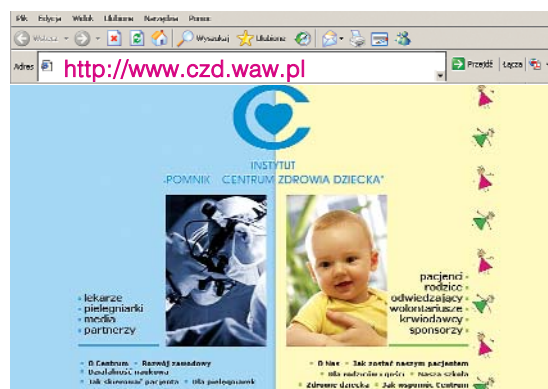 Plik Edycja Widok Ulubione Narzędzia Pomoc
Wstecz Wyszukaj Ulubione
Adres http://www.czd.waw.pl Przejdź Łącza
INSTYTUT
„POMNIK - CENTRUM ZDROWIA DZIECKA"
- lekarze
- pielęgniarki
- media
- partnerzy
pacjenci -
rodzice -
odwiedzający -
wolontariusze -
krwiodawcy -
sponsorzy -
O Centrum Rozwój zawodowy
Działalność naukowa
Jak skierować pacjenta Dla pielęgniarek
O Nas Jak zostać naszym pacjentem
Dla rodziców i gości Nasza szkoła
Zdrowie dziecka Jak wspomóc Centrum